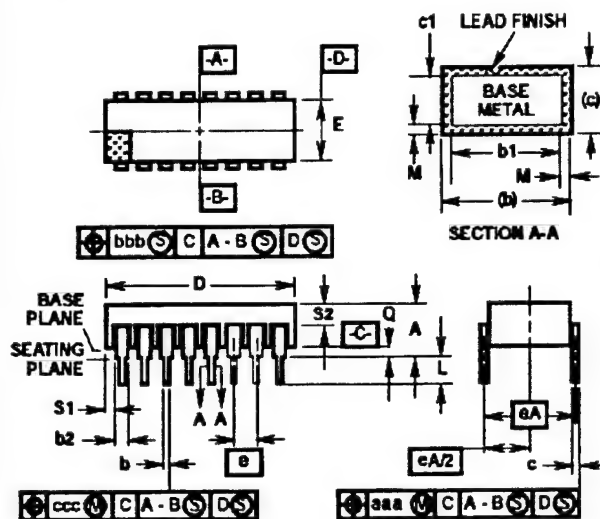 c1 LEAD FINISH
-A- -D-
E
BASE METAL
(c)
M b1 M
(b)
-B-
SECTION A-A
⌖ bbb Ⓢ C A - B Ⓢ D Ⓢ
D
BASE PLANE
S2 Q A
-C-
SEATING PLANE
L
S1
A A
b2
eA
b e
eA/2
c
⌖ ccc Ⓜ C A - B Ⓢ D Ⓢ
⌖ aaa Ⓜ C A - B Ⓢ D Ⓢ